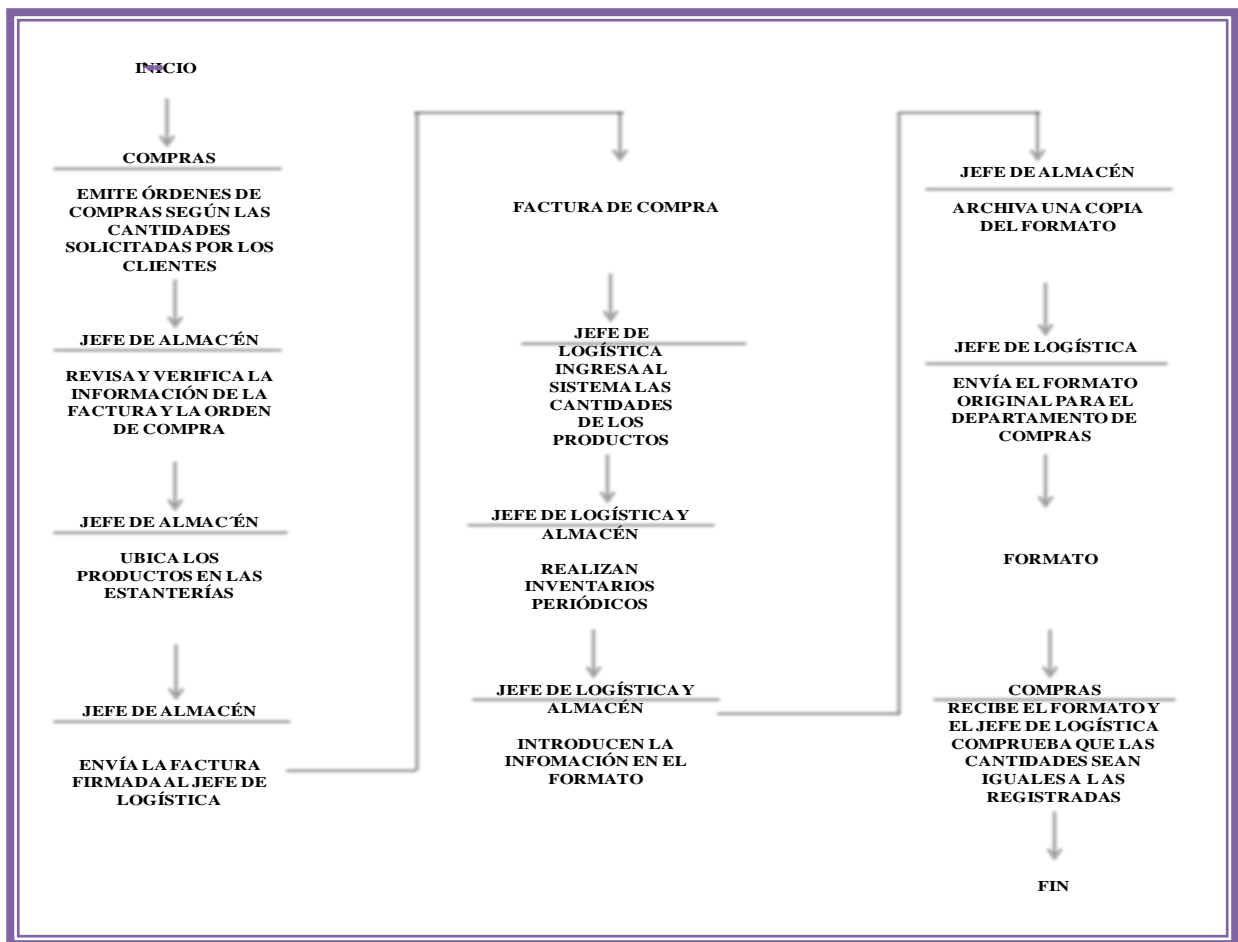 INICIO
COMPRAS
EMITE ÓRDENES DE
COMPRAS SEGÚN LAS
CANTIDADES
SOLICITADAS POR LOS
CLIENTES
JEFE DE ALMAC´ÉN
REVISA Y VERIFICA LA
INFORMACIÓN DE LA
FACTURA Y LA ORDEN
DE COMPRA
JEFE DE ALMAC´ÉN
UBICA LOS
PRODUCTOS EN LAS
ESTANTERÍAS
JEFE DE ALMACÉN
ENVÍA LA FACTURA
FIRMADA AL JEFE DE
LOGÍSTICA
FACTURA DE COMPRA
JEFE DE
LOGÍSTICA
INGRESA AL
SISTEMA LAS
CANTIDADES
DE LOS
PRODUCTOS
JEFE DE LOGÍSTICA Y
ALMACÉN
REALIZAN
INVENTARIOS
PERIÓDICOS
JEFE DE LOGÍSTICA Y
ALMACÉN
INTRODUCEN LA
INFOMACIÓN EN EL
FORMATO
JEFE DE ALMACÉN
ARCHIVA UNA COPIA
DEL FORMATO
JEFE DE LOGÍSTICA
ENVÍA EL FORMATO
ORIGINAL PARA EL
DEPARTAMENTO DE
COMPRAS
FORMATO
COMPRAS
RECIBE EL FORMATO Y
EL JEFE DE LOGÍSTICA
COMPRUEBA QUE LAS
CANTIDADES SEAN
IGUALES A L AS
REGISTRADAS
FIN